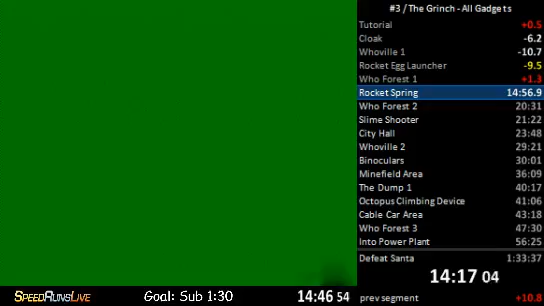 #3 / The Grinch - All Gadgets
Tutorial +0.5
Cloak -6.2
Whoville 1 -10.7
Rocket Egg Launcher -9.5
Who Forest 1 +1.3
Rocket Spring 14:56.9
Who Forest 2 20:31
Slime Shooter 21:22
City Hall 23:48
Whoville 2 29:21
Binoculars 30:01
Minefield Area 36:09
The Dump 1 40:17
Octopus Climbing Device 41:06
Cable Car Area 43:18
Who Forest 3 47:30
Into Power Plant 56:25
Defeat Santa 1:33:37
14:17 04
prev segment +10.8
SpeedRunsLive Goal: Sub 1:30 14:46 54